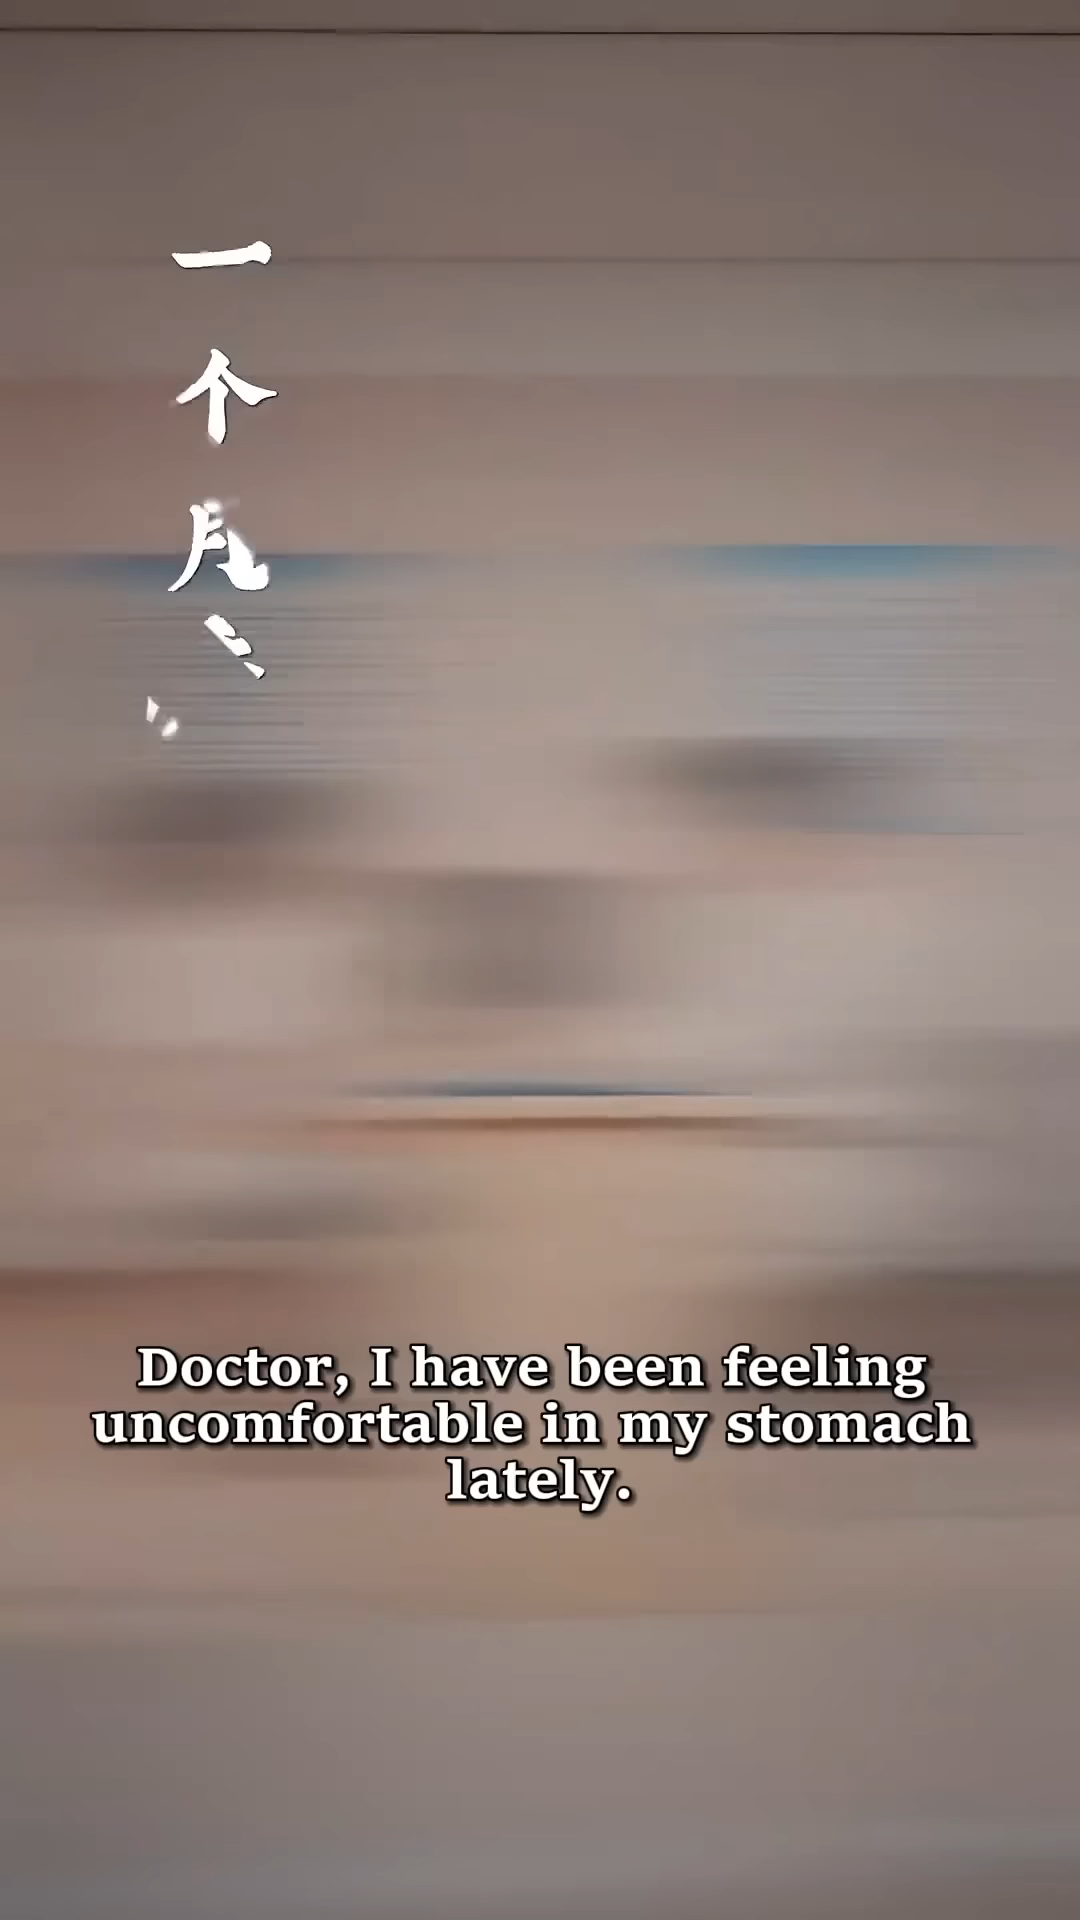 一个月
Doctor, I have been feeling
uncomfortable in my stomach
lately.